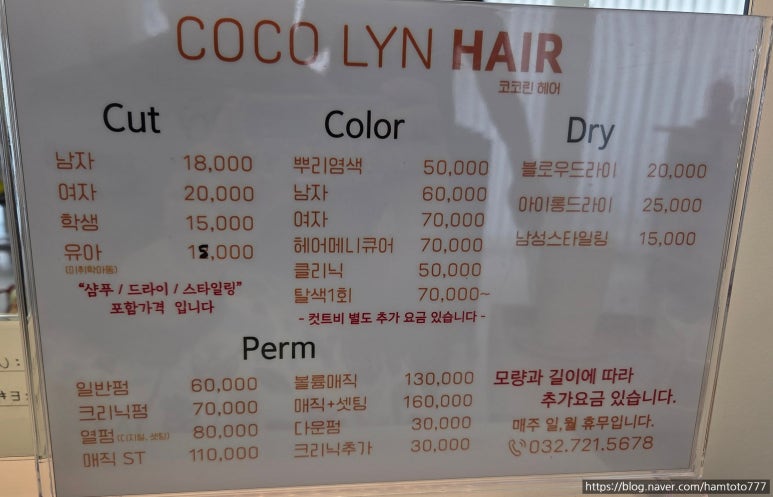 COCO LYN HAIR
코코린 헤어
Cut
남자 18,000
여자 20,000
학생 15,000
유아 15,000
(미취학아동)
"샴푸 / 드라이 / 스타일링"
포함가격 입니다
Color
뿌리염색 50,000
남자 60,000
여자 70,000
헤어메니큐어 70,000
클리닉 50,000
탈색1회 70,000~
- 컷트비 별도 추가 요금 있습니다 -
Dry
블로우드라이 20,000
아이롱드라이 25,000
남성스타일링 15,000
Perm
일반펌 60,000
크리닉펌 70,000
열펌 (디지털, 셋팅) 80,000
매직 ST 110,000
볼륨매직 130,000
매직+셋팅 160,000
다운펌 30,000
크리닉추가 30,000
모량과 길이에 따라
추가요금 있습니다.
매주 일,월 휴무입니다.
032.721.5678
https://blog.naver.com/hamtoto777